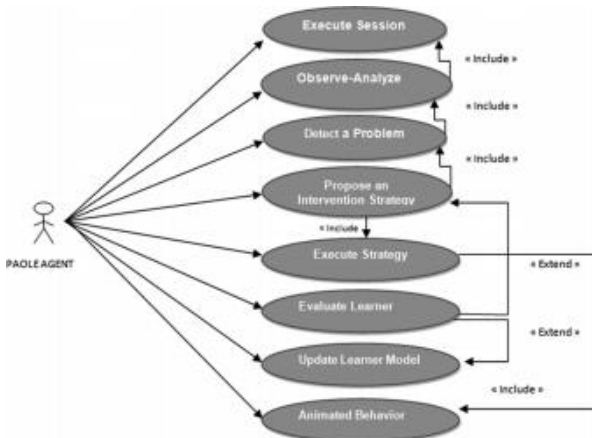 Execute Session
« Include »
Observe-Analyze
« Include »
Detect a Problem
« Include »
Propose an
Intervention Strategy
« Include
PAOLE AGENT
Execute Strategy
« Extend »
Evaluate Learner
« Extend »
Update Learner Model
« Include »
Animated Behavior